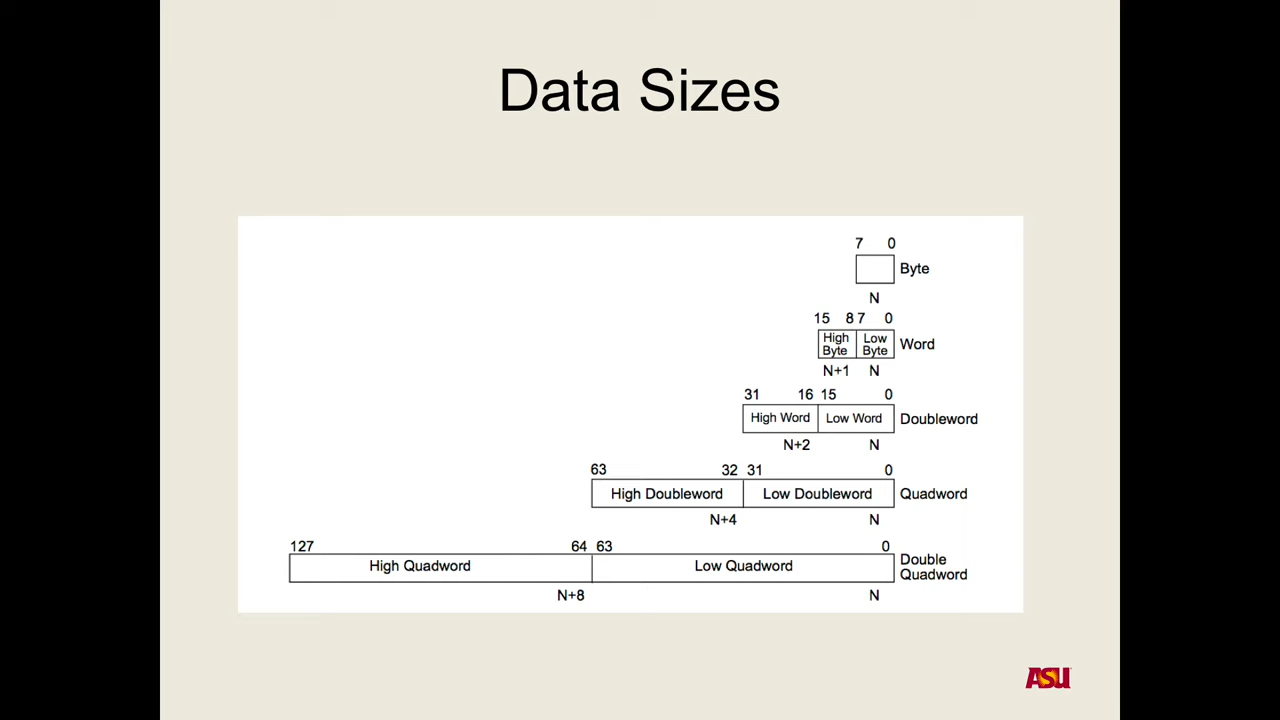 Data Sizes
7 0
Byte
N
15 8 7 0
High Byte Low Byte Word
N+1 N
31 16 15 0
High Word Low Word Doubleword
N+2 N
63 32 31 0
High Doubleword Low Doubleword Quadword
N+4 N
127 64 63 0
High Quadword Low Quadword Double Quadword
N+8 N
ASU